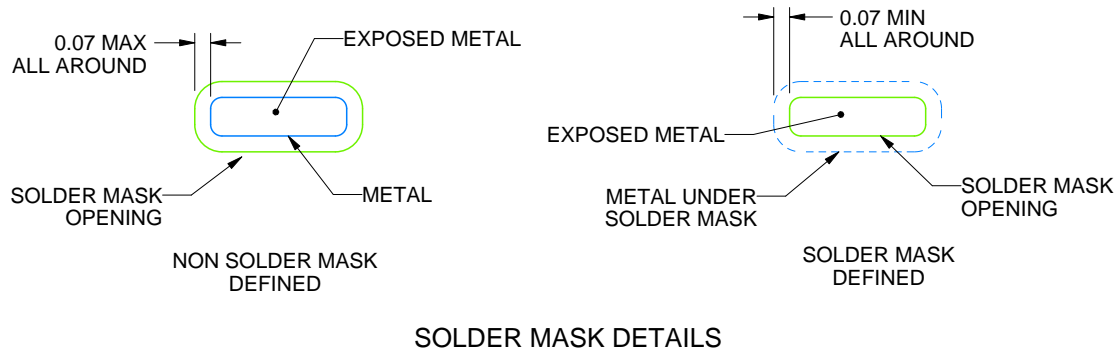 0.07 MAX
ALL AROUND
EXPOSED METAL
SOLDER MASK
OPENING
METAL
NON SOLDER MASK
DEFINED
0.07 MIN
ALL AROUND
EXPOSED METAL
METAL UNDER
SOLDER MASK
SOLDER MASK
OPENING
SOLDER MASK
DEFINED
SOLDER MASK DETAILS